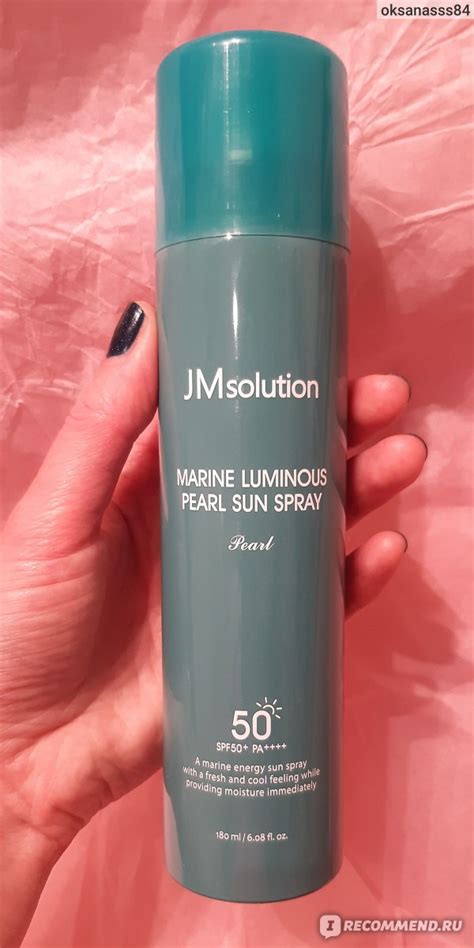 oksanasss84
JMsolution
MARINE LUMINOUS
PEARL SUN SPRAY
Pearl
50
SPF50+ PA++++
A marine energy sun spray
with a fresh and cool feeling while
providing moisture immediately
180 ml / 6.08 fl. oz.
I RECOMMEND.RU